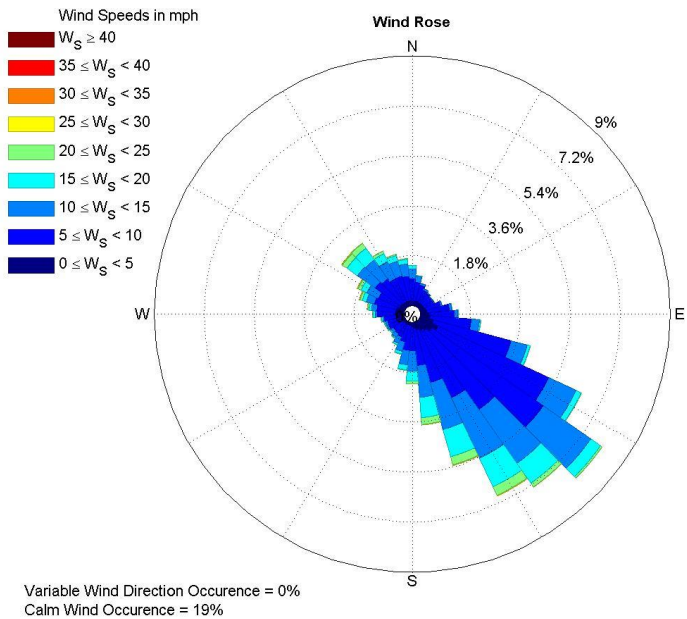 Wind Speeds in mph
W_S ≥ 40
35 ≤ W_S < 40
30 ≤ W_S < 35
25 ≤ W_S < 30
20 ≤ W_S < 25
15 ≤ W_S < 20
10 ≤ W_S < 15
5 ≤ W_S < 10
0 ≤ W_S < 5
Wind Rose
N
9%
7.2%
5.4%
3.6%
1.8%
W
%
E
S
Variable Wind Direction Occurence = 0%
Calm Wind Occurence = 19%